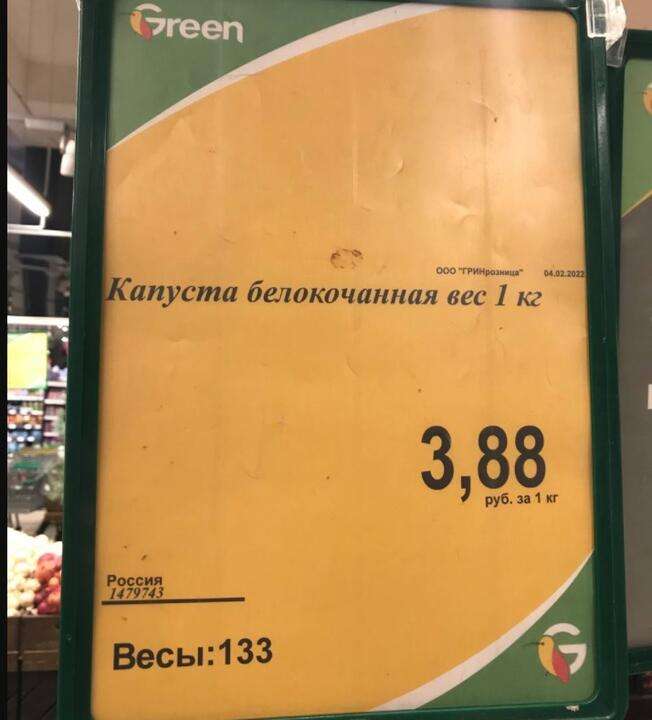 Green
ООО "ГРИНрозница" 04.02.2022
Капуста белокочанная вес 1 кг
3,88
руб. за 1 кг
Россия
1479743
Весы:133
G